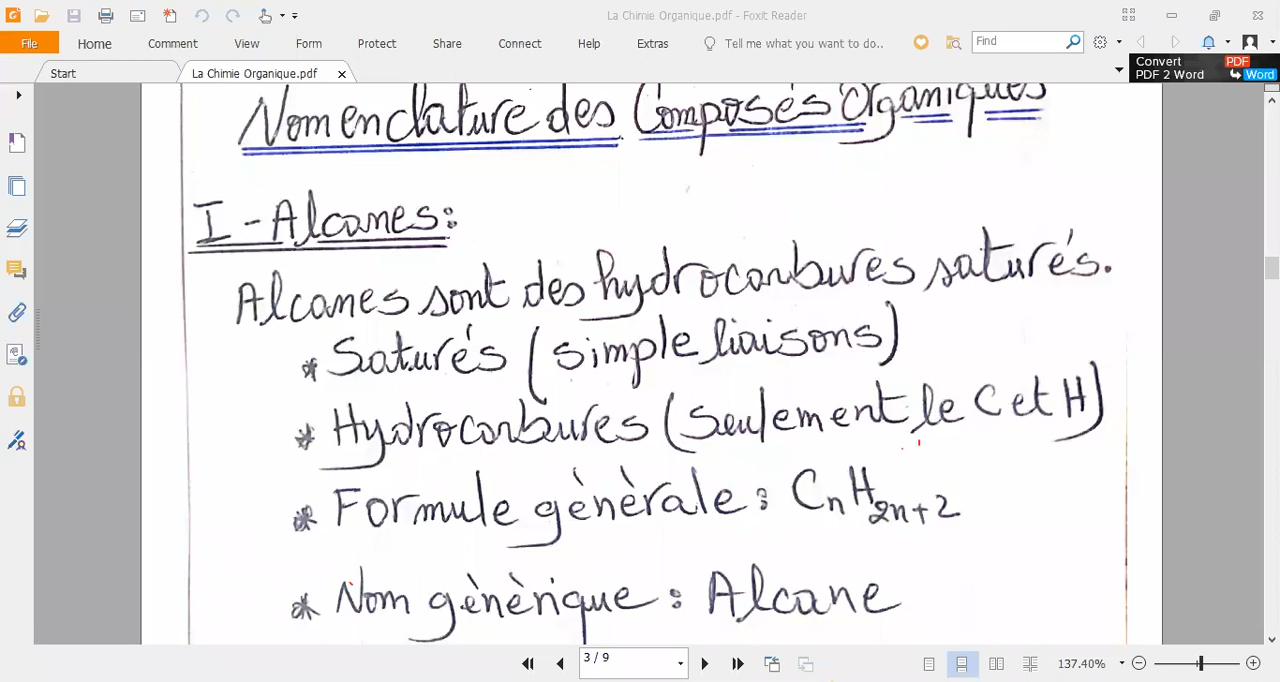 La Chimie Organique.pdf - Foxit Reader
File Home Comment View Form Protect Share Connect Help Extras Tell me what you want to do.. Find
Start La Chimie Organique.pdf
Convert PDF
PDF 2 Word Word
Nomenclature des Composés Organiques
I - Alcanes:
Alcanes sont des hydrocarbures saturés.
* Saturés (simple liaisons)
* Hydrocarbures (Seulement le C et H)
* Formule gènèrale : CnH2n+2
* Nom gènèrique : Alcane
3 / 9
137.40%